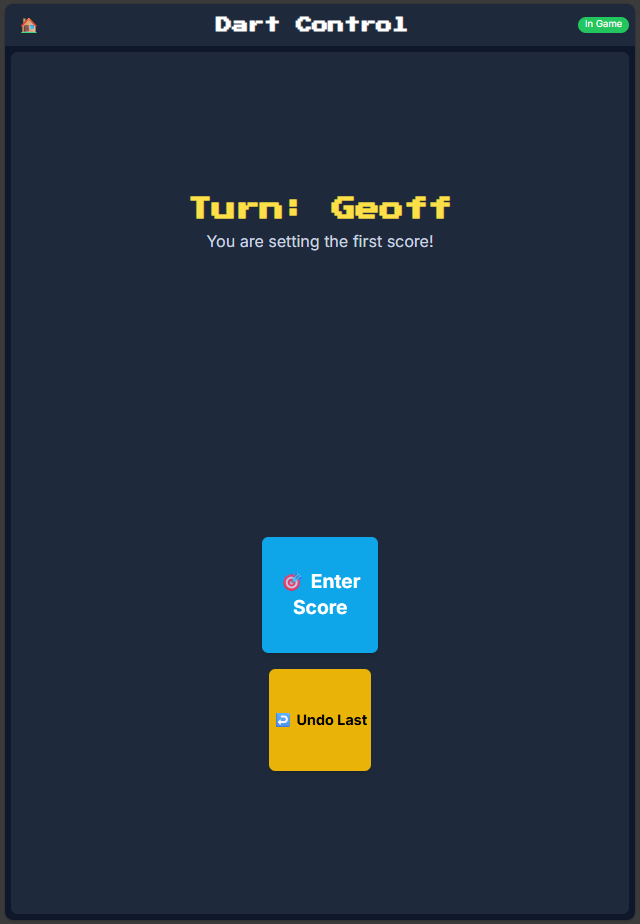 Dart Control
In Game
Turn: Geoff
You are setting the first score!
Enter
Score
Undo Last